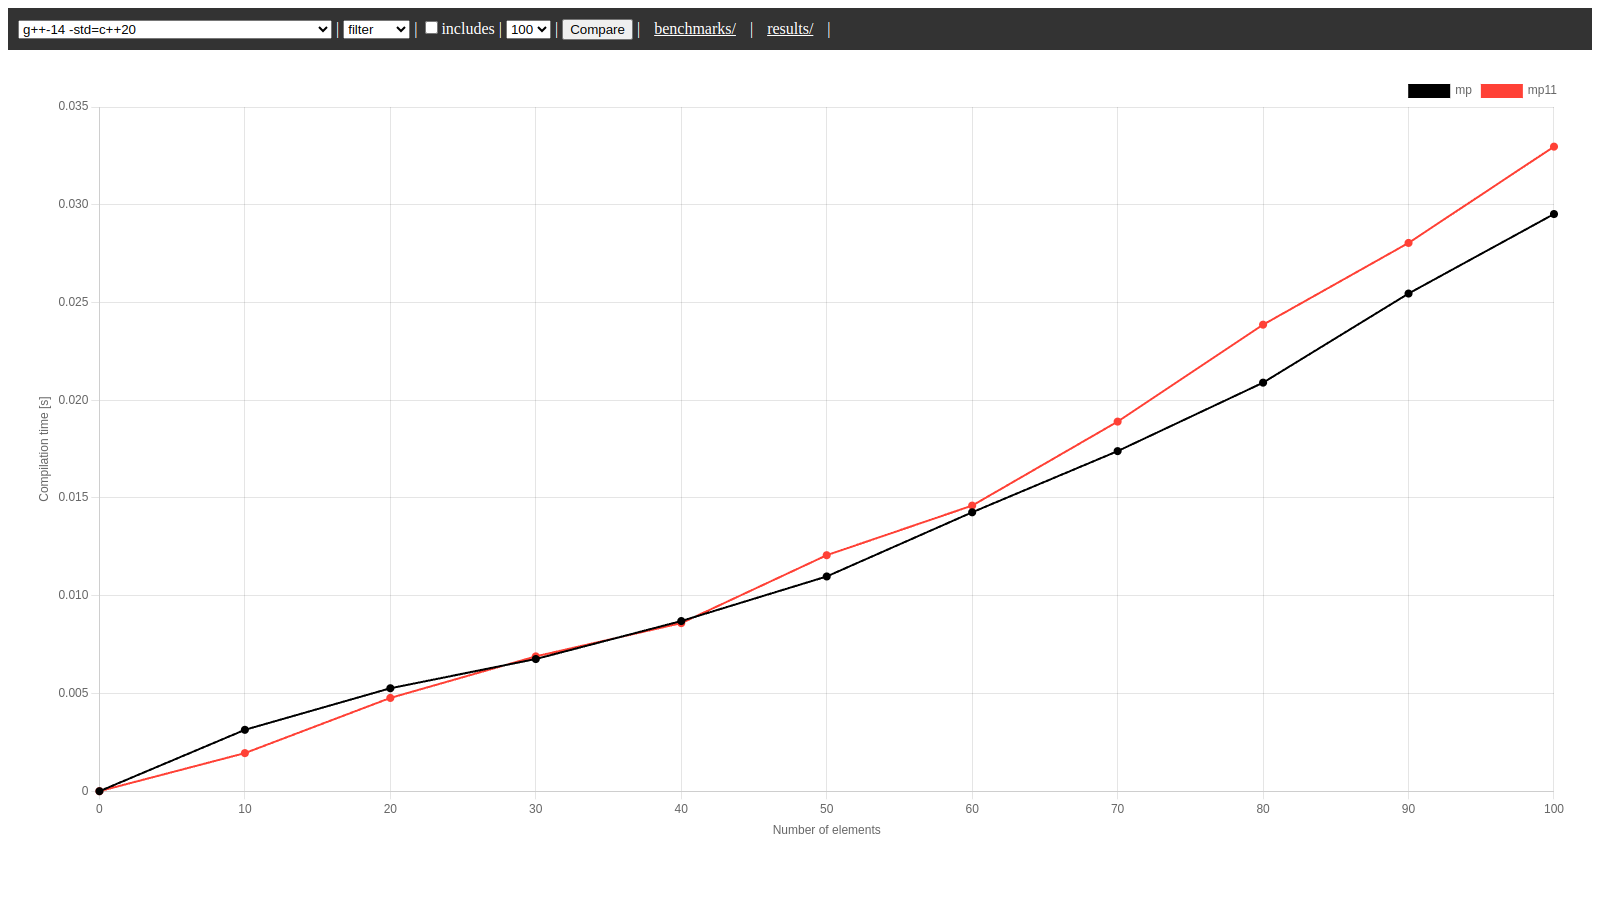 g++-14 -std=c++20 | filter | includes | 100 | Compare | benchmarks/ | results/ |
mp mp11
0.035
0.030
0.025
0.020
0.015
0.010
0.005
0
Compilation time [s]
0 10 20 30 40 50 60 70 80 90 100
Number of elements